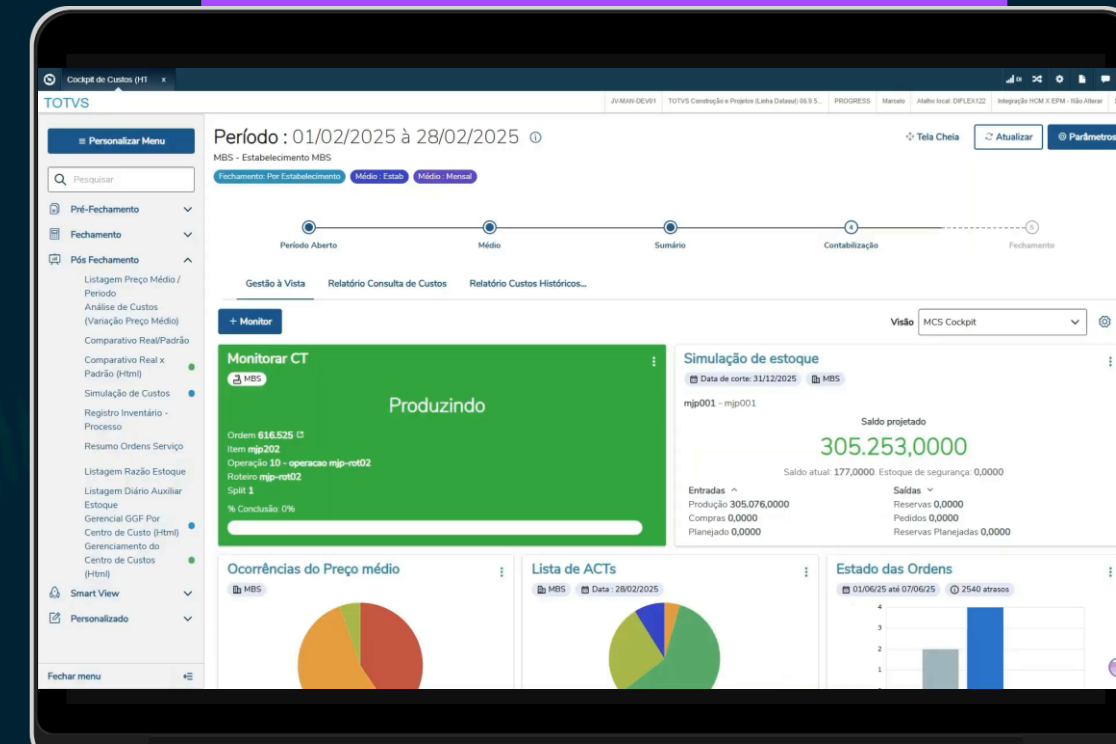 Cockpit de Custos (HT x
TOTVS
JV-MAN-DEV01 TOTVS Construção e Projetos (Linha Datasul) 06.9.5... PROGRESS Marcelo Atalho local: DIFLEX122 Integração HCM X EPM - Não Alterar
Personalizar Menu
Pesquisar
Pré-Fechamento
Fechamento
Pós Fechamento
Listagem Preço Médio /
Periodo
Análise de Custos
(Variação Preço Médio)
Comparativo Real/Padrão
Comparativo Real x
Padrão (Html)
Simulação de Custos
Registro Inventário -
Processo
Resumo Ordens Serviço
Listagem Razão Estoque
Listagem Diário Auxiliar
Estoque
Gerencial GGF Por
Centro de Custo (Html)
Gerenciamento do
Centro de Custos
(Html)
Smart View
Personalizado
Fechar menu
Período : 01/02/2025 à 28/02/2025
MBS - Estabelecimento MBS
Fechamento: Por Estabelecimento Médio : Estab Médio : Mensal
Tela Cheia Atualizar Parâmetros
4 5
Período Aberto Médio Sumário Contabilização Fechamento
Gestão à Vista Relatório Consulta de Custos Relatório Custos Históricos...
+ Monitor
Visão MCS Cockpit
Monitorar CT
MBS
Produzindo
Ordem 616.525
Item mjp202
Operação 10 - operacao mjp-rot02
Roteiro mjp-rot02
Split 1
% Conclusão: 0%
Simulação de estoque
Data de corte: 31/12/2025 MBS
mjp001 - mjp001
Saldo projetado
305.253,0000
Saldo atual: 177,0000 Estoque de segurança: 0,0000
Entradas Saídas
Produção 305.076,0000 Reservas 0,0000
Compras 0,0000 Pedidos 0,0000
Planejado 0,0000 Reservas Planejadas 0,0000
Ocorrências do Preço médio
MBS
Lista de ACTs
MBS Data : 28/02/2025
Estado das Ordens
01/06/25 até 07/06/25 2540 atrasos
4
3
2
1